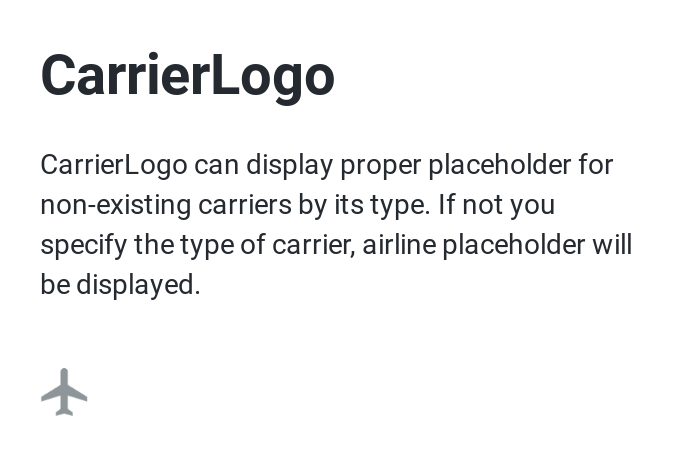 CarrierLogo
CarrierLogo can display proper placeholder for
non-existing carriers by its type. If not you
specify the type of carrier, airline placeholder will
be displayed.